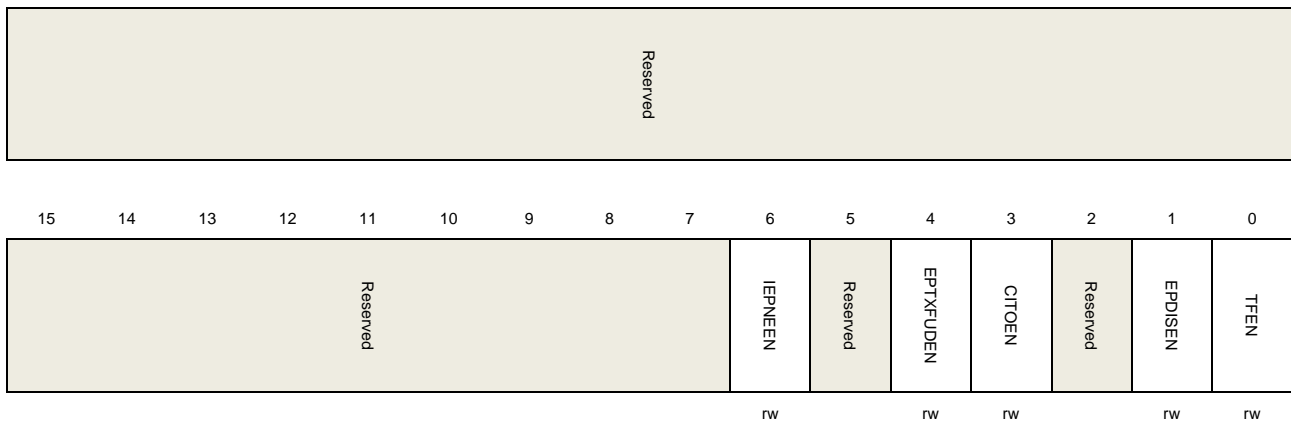 Reserved
15 14 13 12 11 10 9 8 7 6 5 4 3 2 1 0
Reserved IEPNEEN Reserved EPTXFUDEN CITOEN Reserved EPDISEN TFEN
rw rw rw rw rw